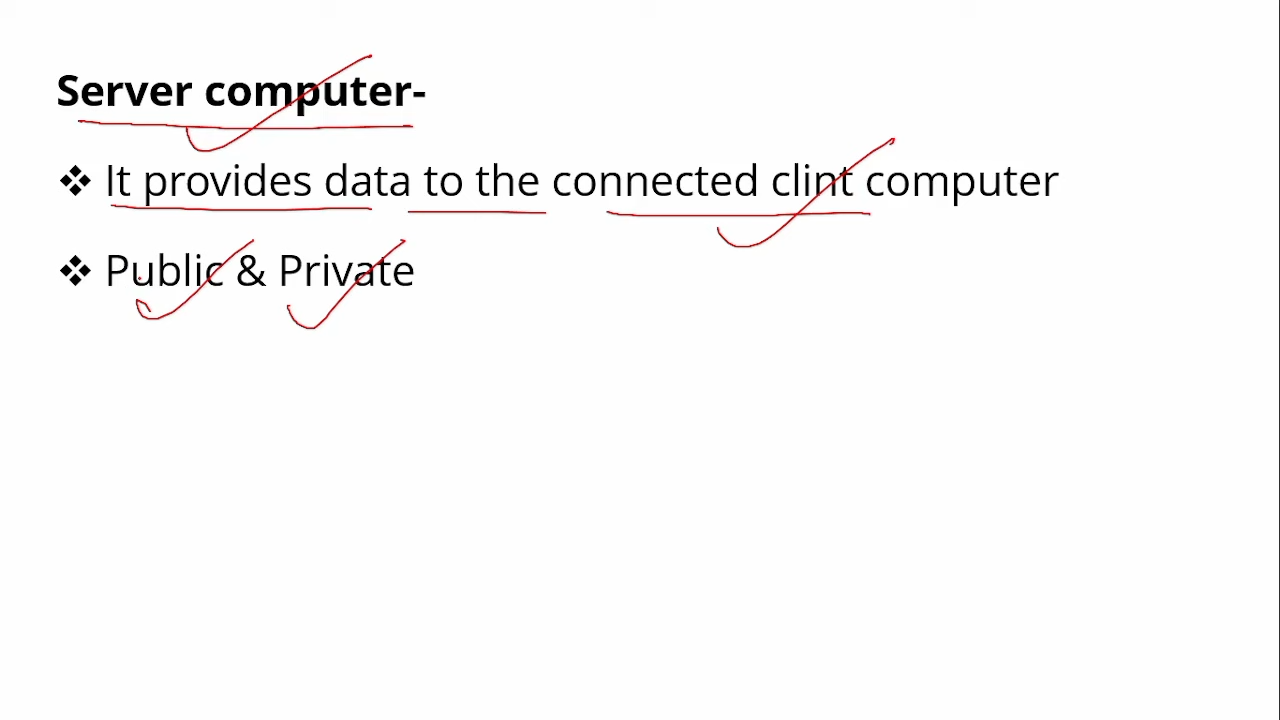 Server computer-
❖ It provides data to the connected clint computer
❖ Public & Private